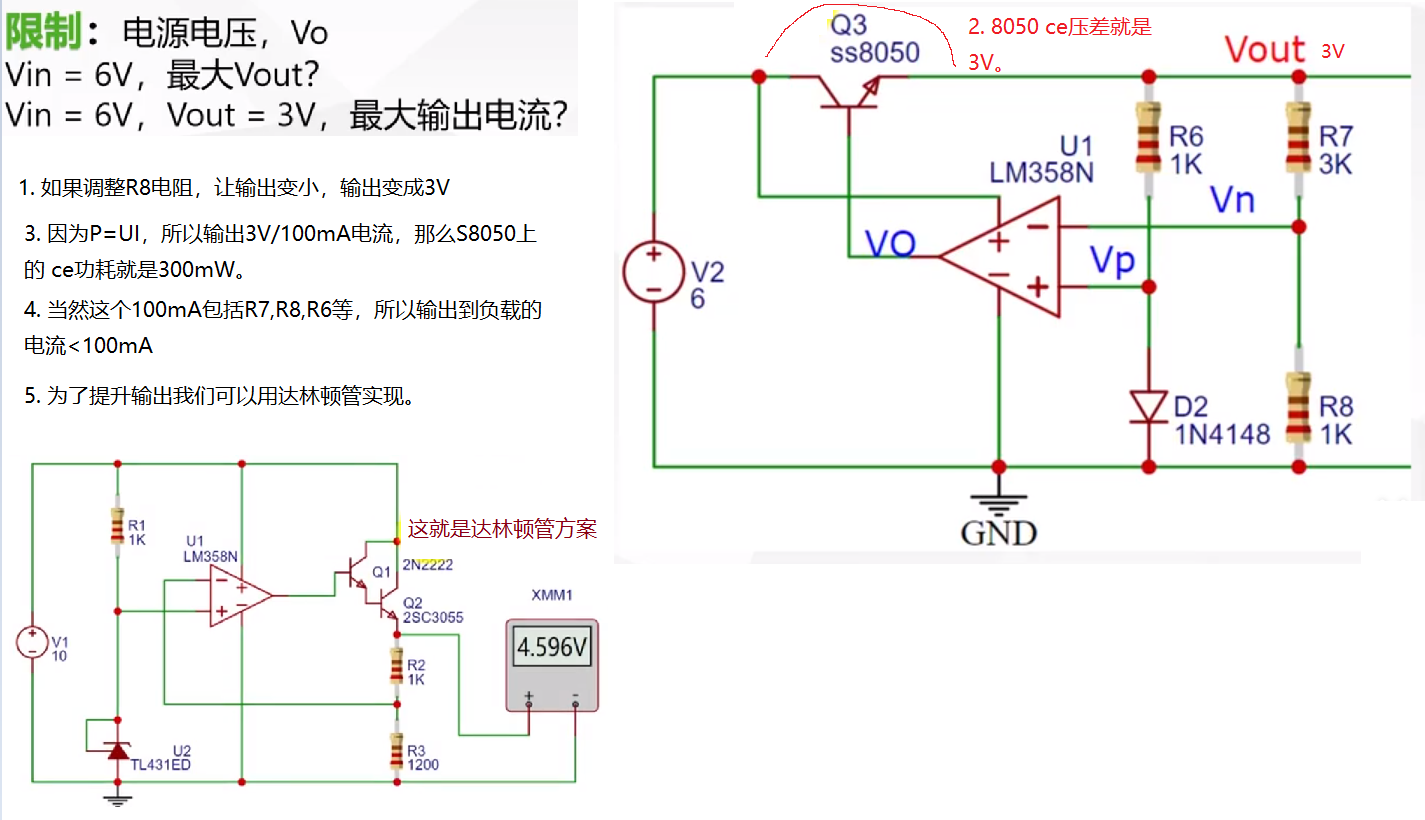 限制：电源电压，Vo
Vin = 6V，最大Vout?
Vin = 6V，Vout = 3V，最大输出电流?
1. 如果调整R8电阻，让输出变小，输出变成3V
3. 因为P=UI，所以输出3V/100mA电流，那么S8050上
的 ce功耗就是300mW。
4. 当然这个100mA包括R7,R8,R6等，所以输出到负载的
电流<100mA
5. 为了提升输出我们可以用达林顿管实现。
Q3
ss8050
2. 8050 ce压差就是
3V。
Vout 3V
R6
1K
R7
3K
U1
LM358N
Vn
VO
Vp
V2
6
D2
1N4148
R8
1K
GND
这就是达林顿管方案
R1
1K
U1
LM358N
Q1
2N2222
Q2
2SC3055
XMM1
4.596V
V1
10
R2
1K
U2
TL431ED
R3
1200